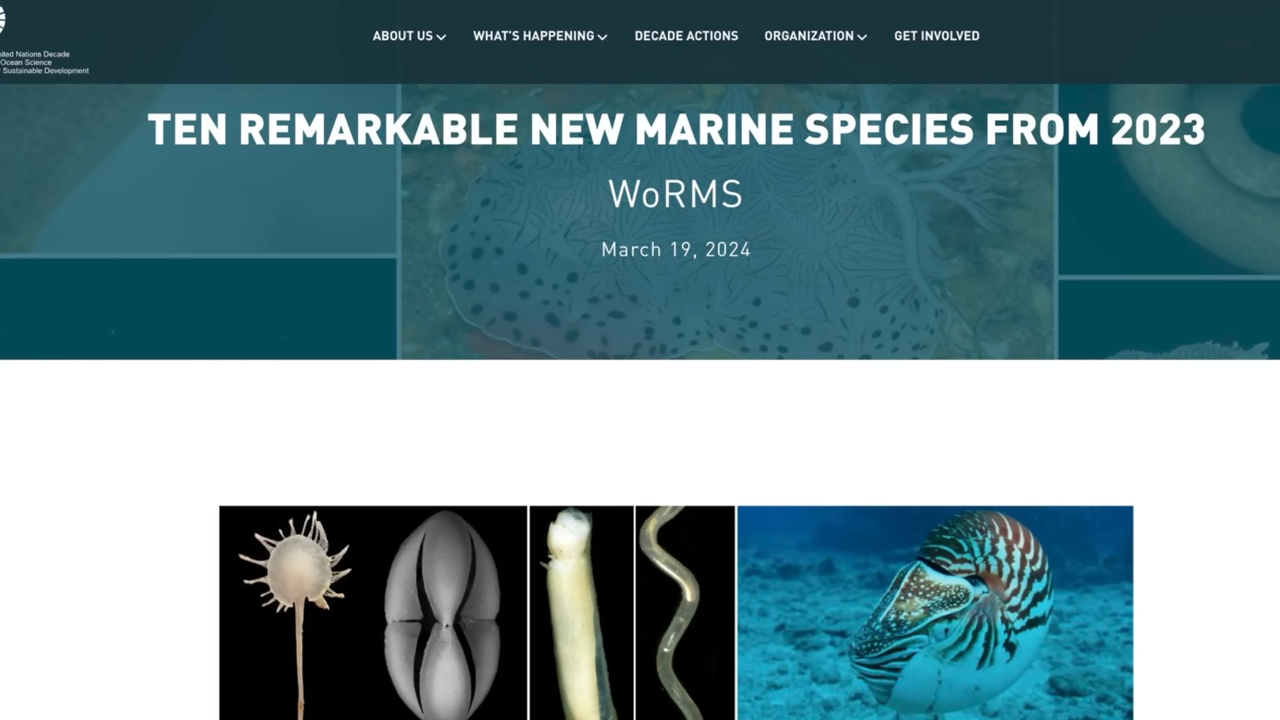 ABOUT US
WHAT'S HAPPENING
DECADE ACTIONS
ORGANIZATION
GET INVOLVED
Nations Decade
Ocean Science
Sustainable Development
TEN REMARKABLE NEW MARINE SPECIES FROM 2023
WoRMS
March 19, 2024